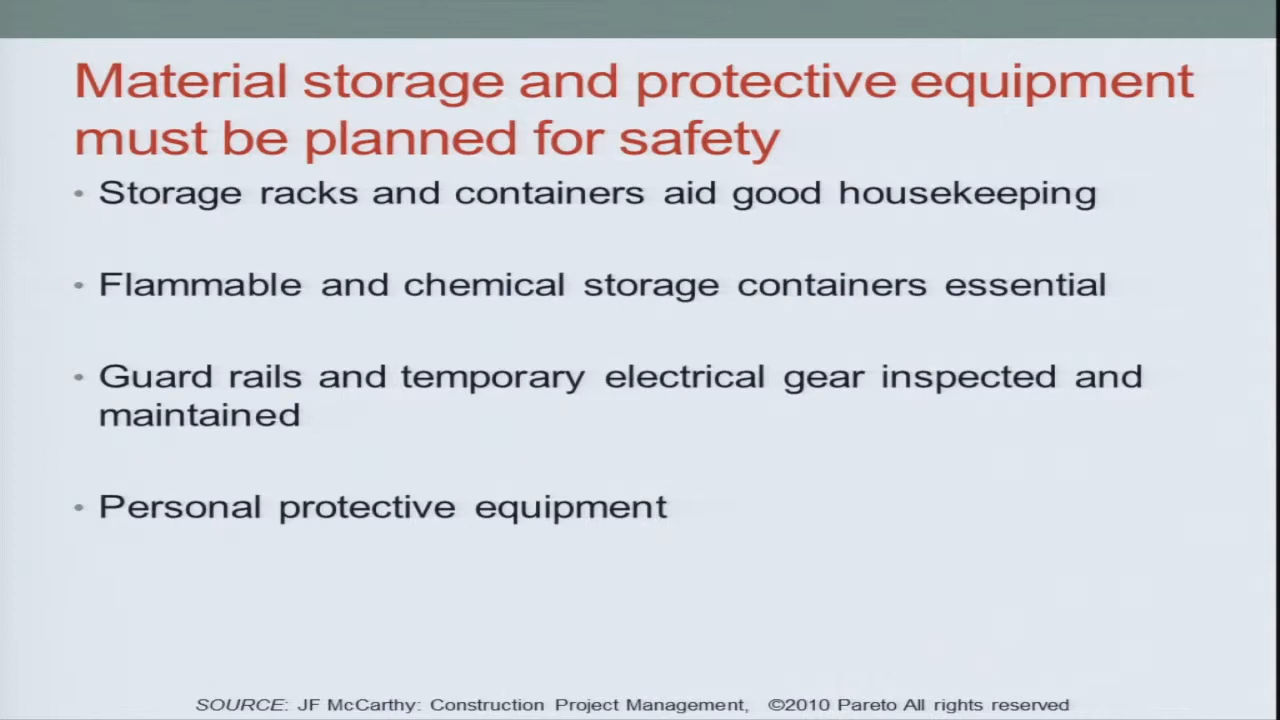 Material storage and protective equipment
must be planned for safety
• Storage racks and containers aid good housekeeping
• Flammable and chemical storage containers essential
• Guard rails and temporary electrical gear inspected and
maintained
• Personal protective equipment
SOURCE: JF McCarthy: Construction Project Management, ©2010 Pareto All rights reserved